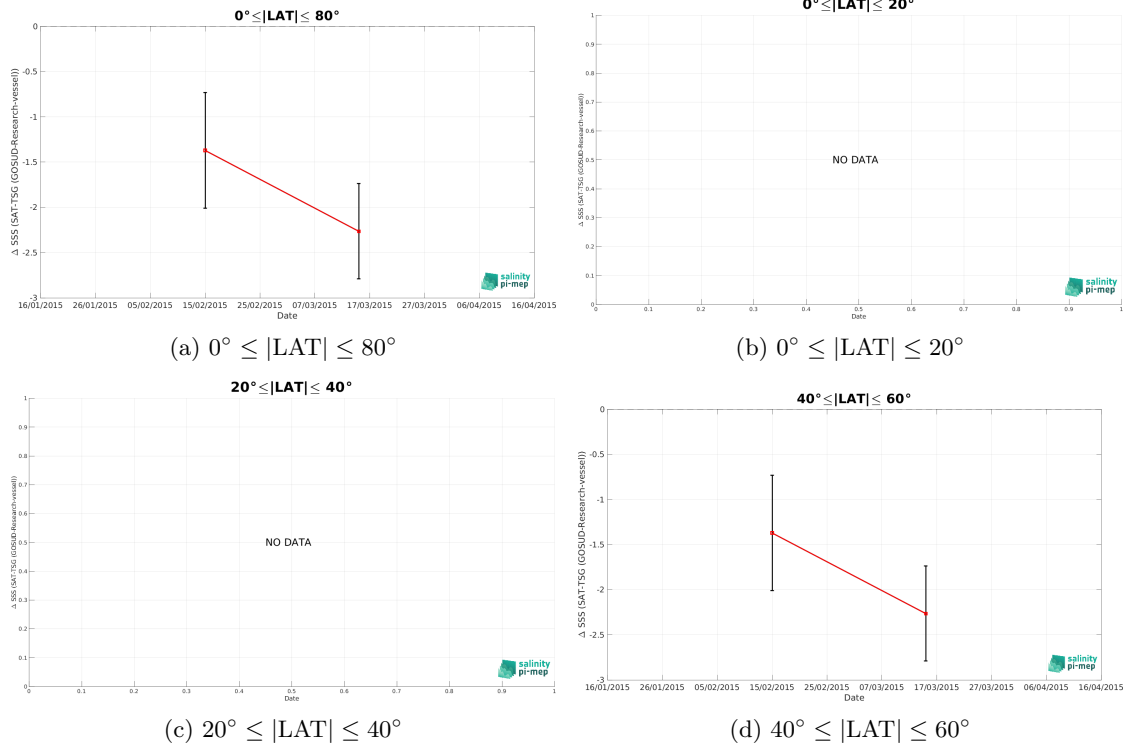 0°≤|LAT|≤ 80°
Δ SSS (SAT-TSG (GOSUD-Research-vessel))
0
-0.5
-1
-1.5
-2
-2.5
-3
16/01/2015 26/01/2015 05/02/2015 15/02/2015 25/02/2015 07/03/2015 17/03/2015 27/03/2015 06/04/2015 16/04/2015
Date
salinity
pi-mep
(a) 0° ≤ |LAT| ≤ 80°
0°≤|LAT|≤ 20°
Δ SSS (SAT-TSG (GOSUD-Research-vessel))
1
0.9
0.8
0.7
0.6
0.5
0.4
0.3
0.2
0.1
0
NO DATA
0 0.1 0.2 0.3 0.4 0.5 0.6 0.7 0.8 0.9 1
Date
salinity
pi-mep
(b) 0° ≤ |LAT| ≤ 20°
20°≤|LAT|≤ 40°
Δ SSS (SAT-TSG (GOSUD-Research-vessel))
1
0.9
0.8
0.7
0.6
0.5
0.4
0.3
0.2
0.1
0
NO DATA
0 0.1 0.2 0.3 0.4 0.5 0.6 0.7 0.8 0.9 1
Date
salinity
pi-mep
(c) 20° ≤ |LAT| ≤ 40°
40°≤|LAT|≤ 60°
Δ SSS (SAT-TSG (GOSUD-Research-vessel))
0
-0.5
-1
-1.5
-2
-2.5
-3
16/01/2015 26/01/2015 05/02/2015 15/02/2015 25/02/2015 07/03/2015 17/03/2015 27/03/2015 06/04/2015 16/04/2015
Date
salinity
pi-mep
(d) 40° ≤ |LAT| ≤ 60°